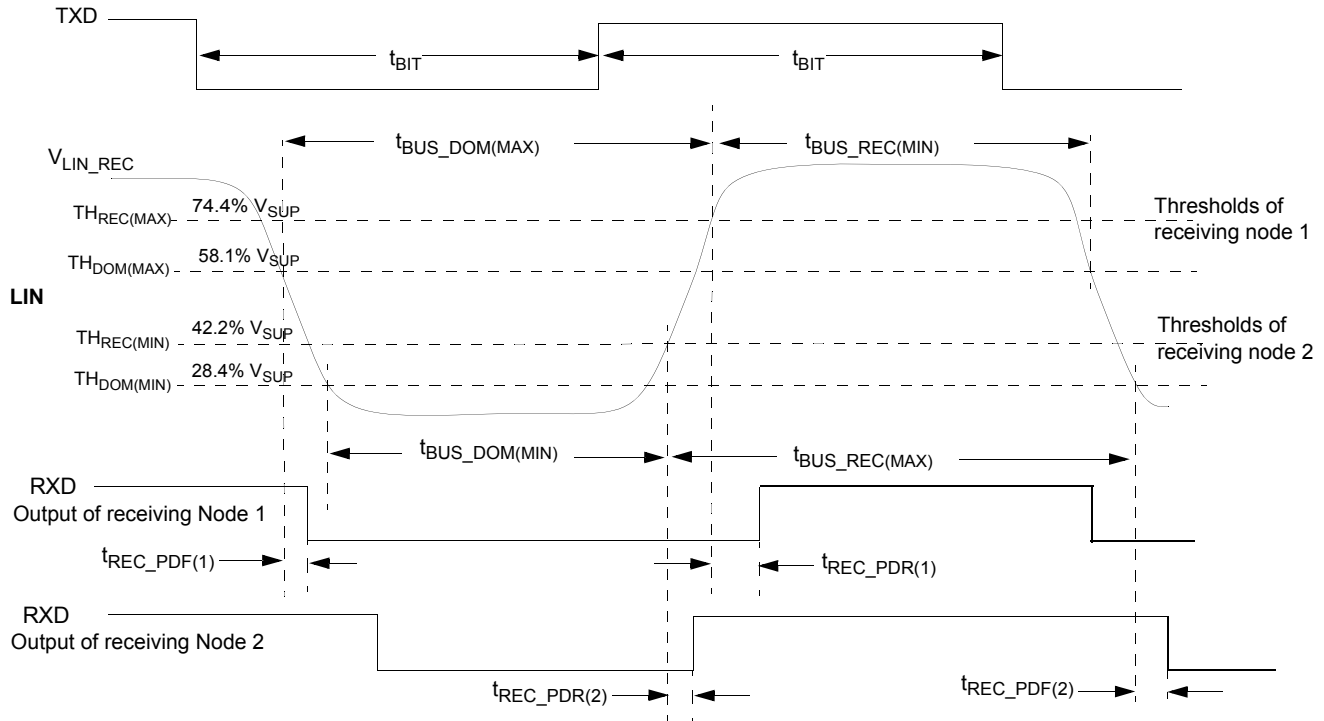 TXD
tBIT
tBIT
tBUS_DOM(MAX)
tBUS_REC(MIN)
VLIN_REC
THREC(MAX)
74.4% VSUP
Thresholds of
receiving node 1
THDOM(MAX)
58.1% VSUP
LIN
THREC(MIN)
42.2% VSUP
Thresholds of
receiving node 2
THDOM(MIN)
28.4% VSUP
tBUS_DOM(MIN)
tBUS_REC(MAX)
RXD
Output of receiving Node 1
tREC_PDF(1)
tREC_PDR(1)
RXD
Output of receiving Node 2
tREC_PDR(2)
tREC_PDF(2)